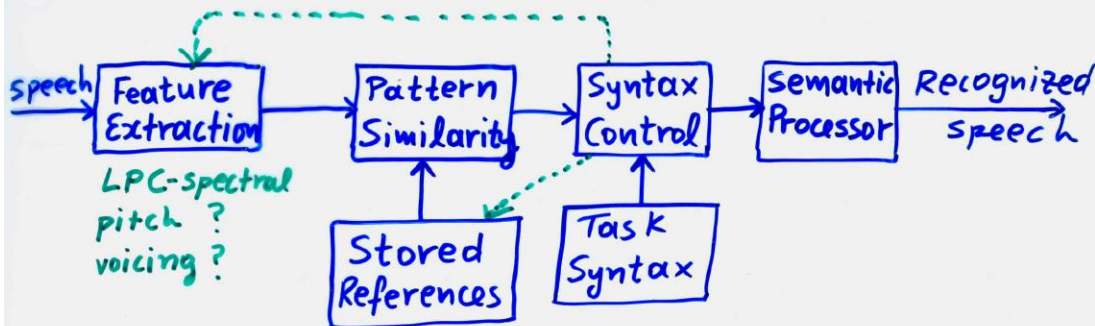 speech
Feature
Extraction
Pattern
Similarity
Syntax
Control
Semantic
Processor
Recognized
speech
LPC-spectral
pitch ?
voicing ?
Stored
References
Task
Syntax